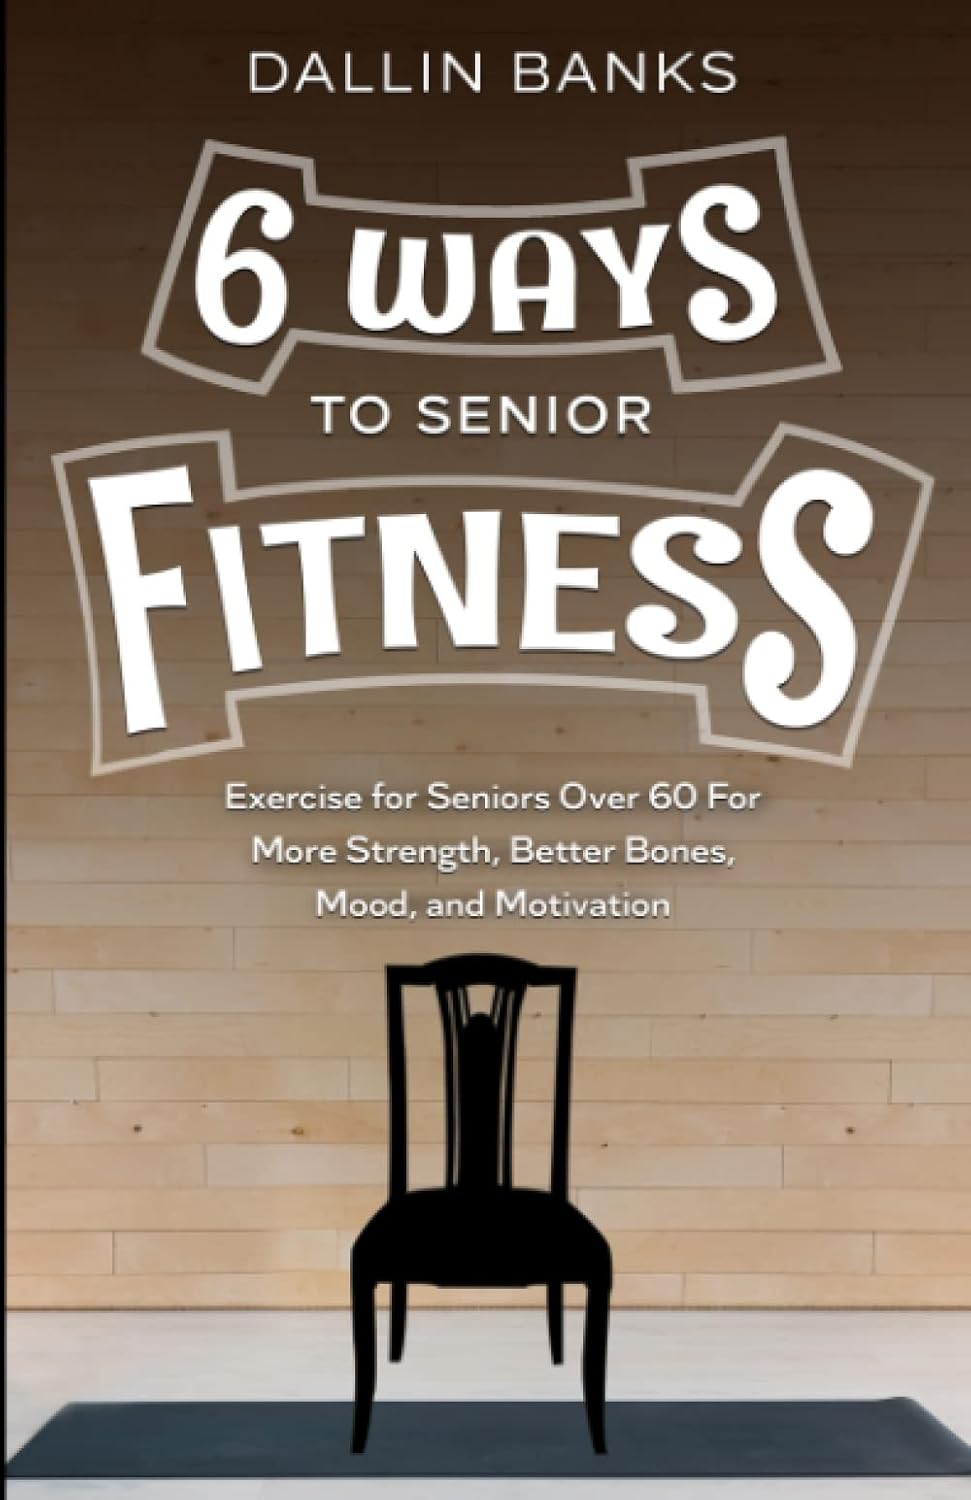 DALLIN BANKS
6 WAYS
TO SENIOR
FITNESS
Exercise for Seniors Over 60 For
More Strength, Better Bones,
Mood, and Motivation